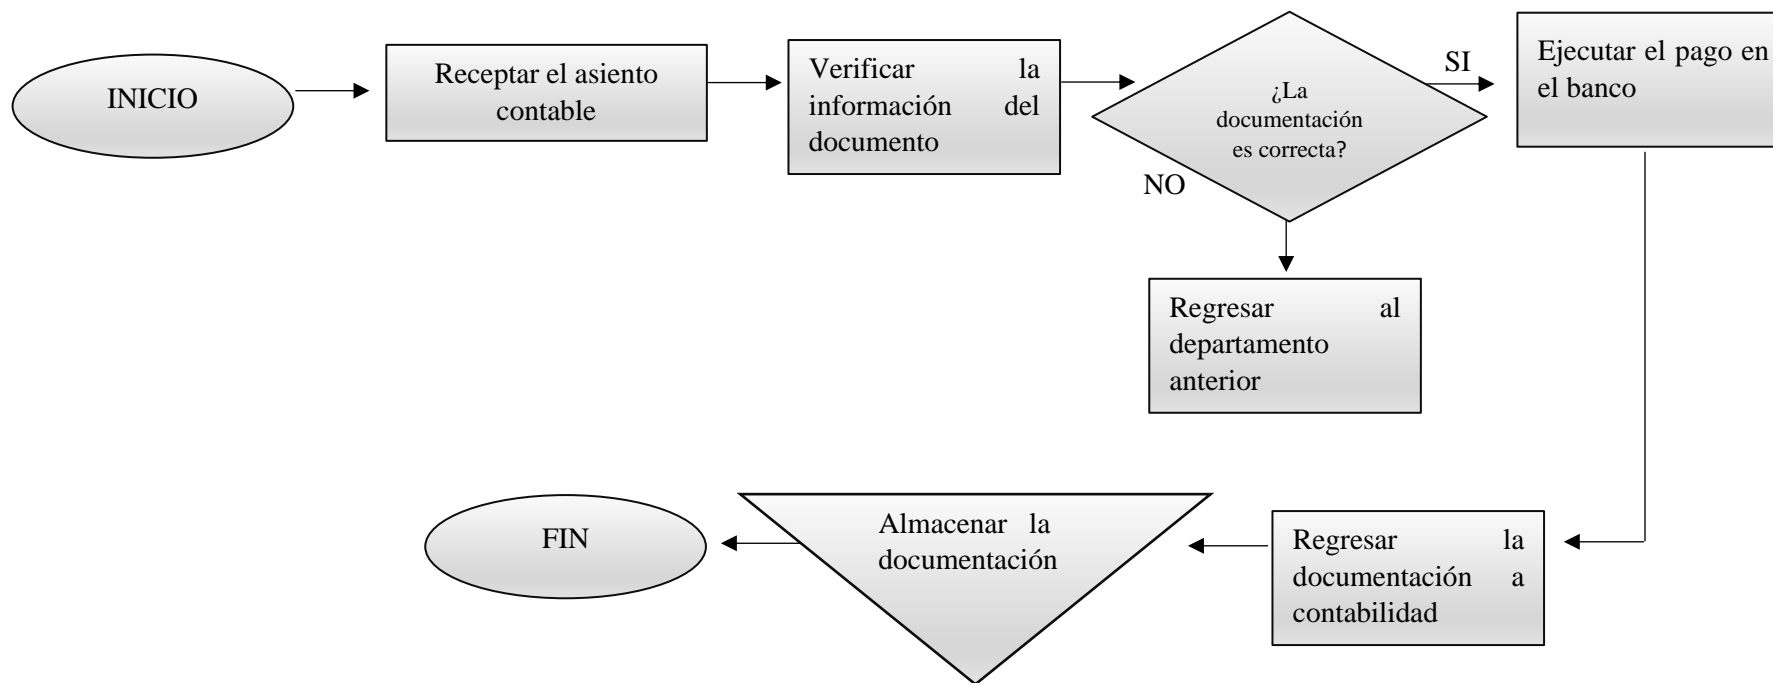 INICIO
Receptar el asiento
contable
Verificar la
información del
documento
¿La
documentación
es correcta?
SI
NO
Ejecutar el pago en
el banco
Regresar al
departamento
anterior
Regresar la
documentación a
contabilidad
Almacenar la
documentación
FIN